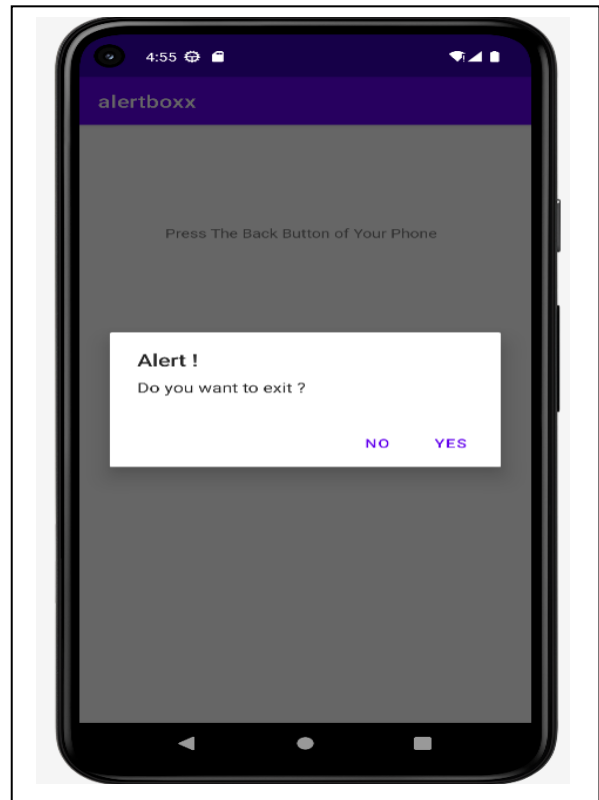 4:55
alertboxx
Press The Back Button of Your Phone
Alert !
Do you want to exit ?
NO YES